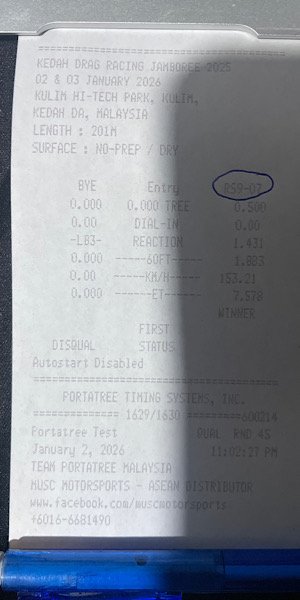 ==============================
KEDAH DRAG RACING JAMBOREE 2025
02 & 03 JANUARY 2026
KULIM HI-TECH PARK, KULIM,
KEDAH DA, MALAYSIA
LENGTH : 201M
SURFACE : NO-PREP / DRY
BYE Entry RS9-07
0.000 0.000 TREE 0.500
0.00 DIAL-IN 0.00
-LB3- REACTION 1.431
0.000 -----60FT----- 1.883
0.00 -----KM/H----- 153.21
0.000 ------ET------ 7.578
WINNER
FIRST
DISQUAL STATUS
Autostart Disabled
==============================
PORTATREE TIMING SYSTEMS, INC.
============= 1629/1630 =========600214
Portatree Test QUAL RND 4S
January 2, 2026 11:02:27 PM
TEAM PORTATREE MALAYSIA
MUSC MOTORSPORTS - ASEAN DISTRIBUTOR
www.facebook.com/muscmotorsports
+6016-6681490